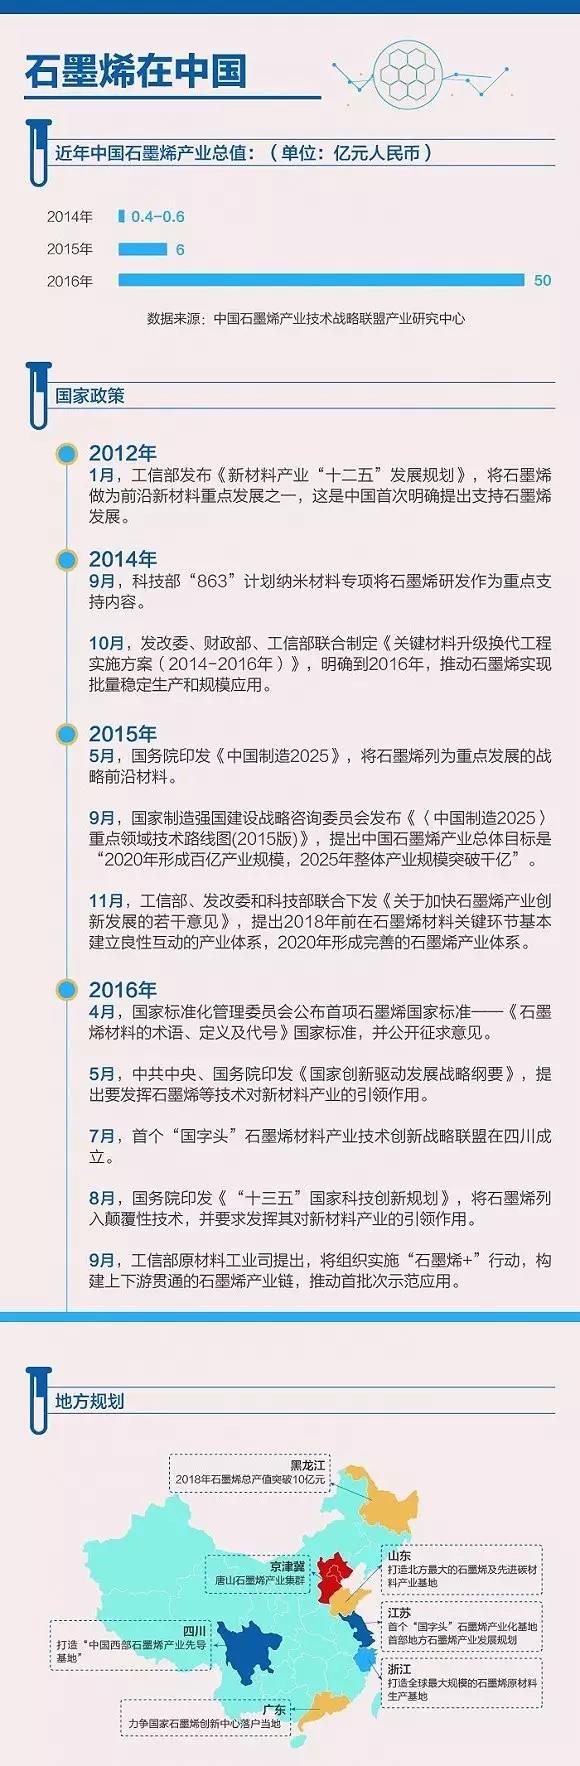 石墨烯在中国
近年中国石墨烯产业总值：（单位：亿元人民币）
2014年 0.4-0.6
2015年 6
2016年 50
数据来源：中国石墨烯产业技术战略联盟产业研究中心
国家政策
2012年
1月，工信部发布《新材料产业“十二五”发展规划》，将石墨烯
做为前沿新材料重点发展之一，这是中国首次明确提出支持石墨烯
发展。
2014年
9月，科技部“863”计划纳米材料专项将石墨烯研发作为重点支
持内容。
10月，发改委、财政部、工信部联合制定《关键材料升级换代工程
实施方案（2014-2016年）》，明确到2016年，推动石墨烯实现
批量稳定生产和规模应用。
2015年
5月，国务院印发《中国制造2025》，将石墨烯列为重点发展的战
略前沿材料。
9月，国家制造强国建设战略咨询委员会发布《〈中国制造2025〉
重点领域技术路线图(2015版)》，提出中国石墨烯产业总体目标是
“2020年形成百亿产业规模，2025年整体产业规模突破千亿”。
11月，工信部、发改委和科技部联合下发《关于加快石墨烯产业创
新发展的若干意见》，提出2018年前在石墨烯材料关键环节基本
建立良性互动的产业体系，2020年形成完善的石墨烯产业体系。
2016年
4月，国家标准化管理委员会公布首项石墨烯国家标准——《石墨
烯材料的术语、定义及代号》国家标准，并公开征求意见。
5月，中共中央、国务院印发《国家创新驱动发展战略纲要》，提
出要发挥石墨烯等技术对新材料产业的引领作用。
7月，首个“国字头”石墨烯材料产业技术创新战略联盟在四川成
立。
8月，国务院印发《“十三五”国家科技创新规划》，将石墨烯列
入颠覆性技术，并要求发挥其对新材料产业的引领作用。
9月，工信部原材料工业司提出，将组织实施“石墨烯+”行动，构
建上下游贯通的石墨烯产业链，推动首批次示范应用。
地方规划
黑龙江
2018年石墨烯总产值突破10亿元
京津冀
唐山石墨烯产业集群
山东
打造北方最大的石墨烯及先进碳材
料产业基地
江苏
首个“国字头”石墨烯产业化基地
首部地方石墨烯产业发展规划
四川
打造“中国西部石墨烯产业先导
基地”
浙江
打造全球最大规模的石墨烯原材料
生产基地
广东
力争国家石墨烯创新中心落户当地